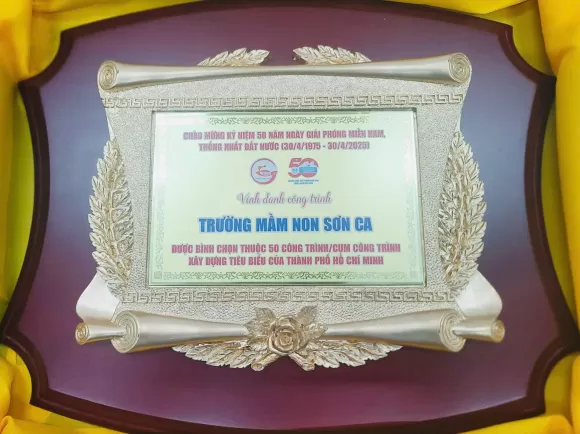 CHÀO MỪNG KỶ NIỆM 50 NĂM NGÀY GIẢI PHÓNG MIỀN NAM,
THỐNG NHẤT ĐẤT NƯỚC (30/4/1975 - 30/4/2025)
50
Vinh danh công trình
TRƯỜNG MẦM NON SƠN CA
ĐƯỢC BÌNH CHỌN THUỘC 50 CÔNG TRÌNH/CỤM CÔNG TRÌNH
XÂY DỰNG TIÊU BIỂU CỦA THÀNH PHỐ HỒ CHÍ MINH